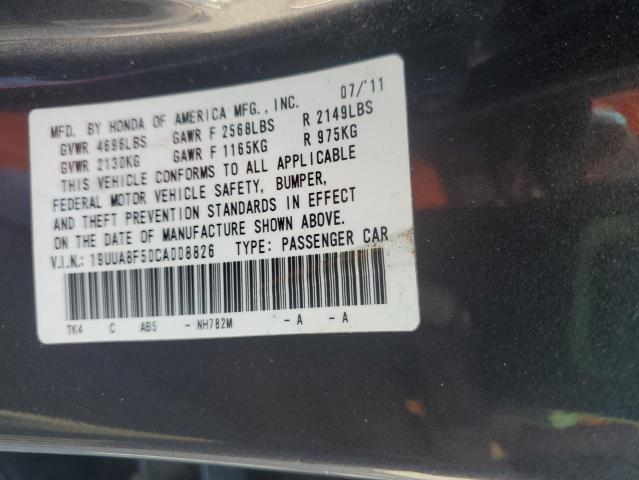 MFD. BY HONDA OF AMERICA MFG., INC. 07/'11
GVWR 4696LBS GAWR F 2568LBS R 2149LBS
GVWR 2130KG GAWR F 1165KG R 975KG
THIS VEHICLE CONFORMS TO ALL APPLICABLE
FEDERAL MOTOR VEHICLE SAFETY, BUMPER,
AND THEFT PREVENTION STANDARDS IN EFFECT
ON THE DATE OF MANUFACTURE SHOWN ABOVE.
V.I.N.: 19UUA8F50CA008826 TYPE: PASSENGER CAR
TK4 C AB5 - NH782M - A - A